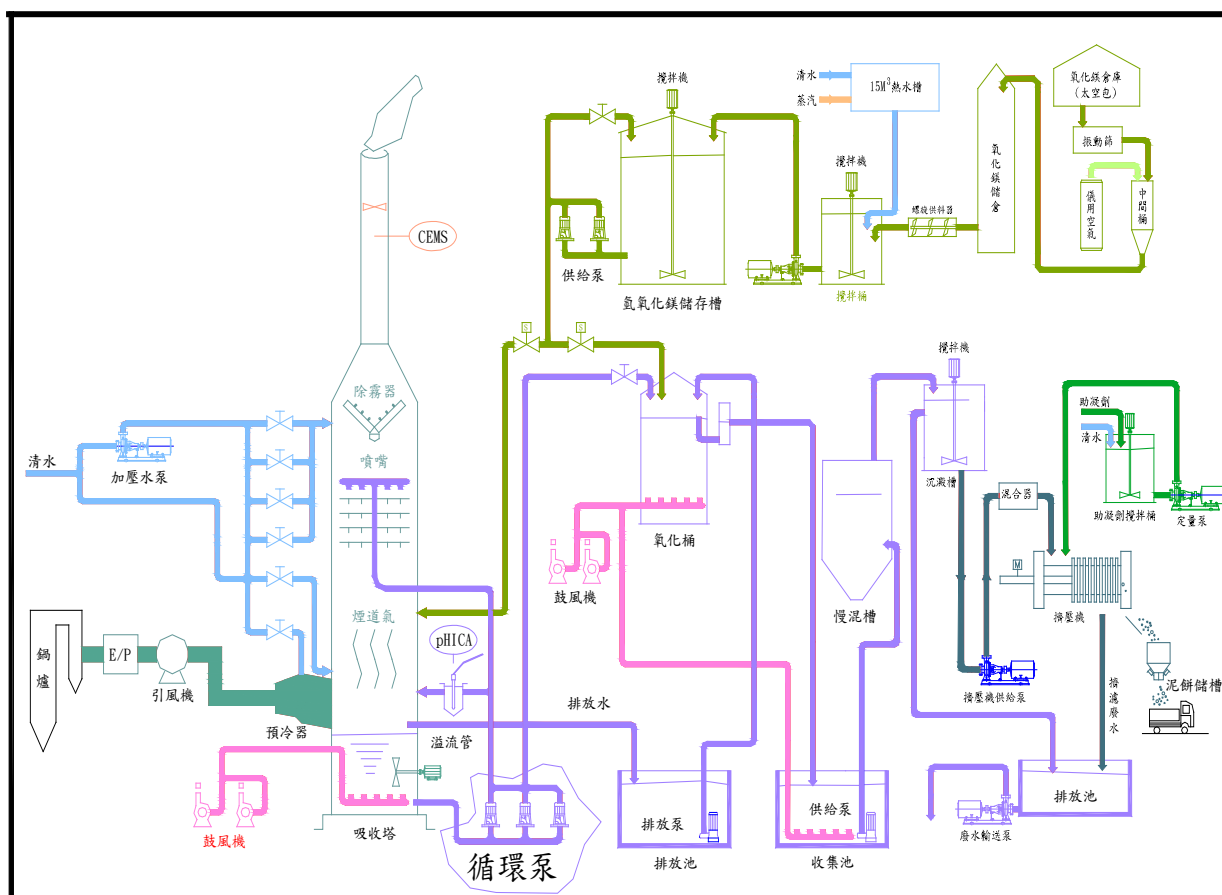 攪拌機
清水
蒸汽
15M³熱水槽
氧化鎂倉庫
(太空包)
振動篩
攪拌機
氧化鎂儲倉
儀用空氣
中間桶
螺旋供料器
CEMS
供給泵
氫氧化鎂儲存槽
攪拌桶
S
S
攪拌機
除霧器
助凝劑
清水
清水
加壓水泵
噴嘴
沉澱槽
混合器
助凝劑攪拌桶
定量泵
氧化桶
鼓風機
M
慢混槽
擠壓機
煙道氣
pHICA
鍋爐
E/P
引風機
排放水
擠壓機供給泵
擠濾廢水
泥餅儲槽
預冷器
溢流管
排放池
排放泵
供給泵
吸收塔
鼓風機
循環泵
排放池
收集池
廢水輸送泵